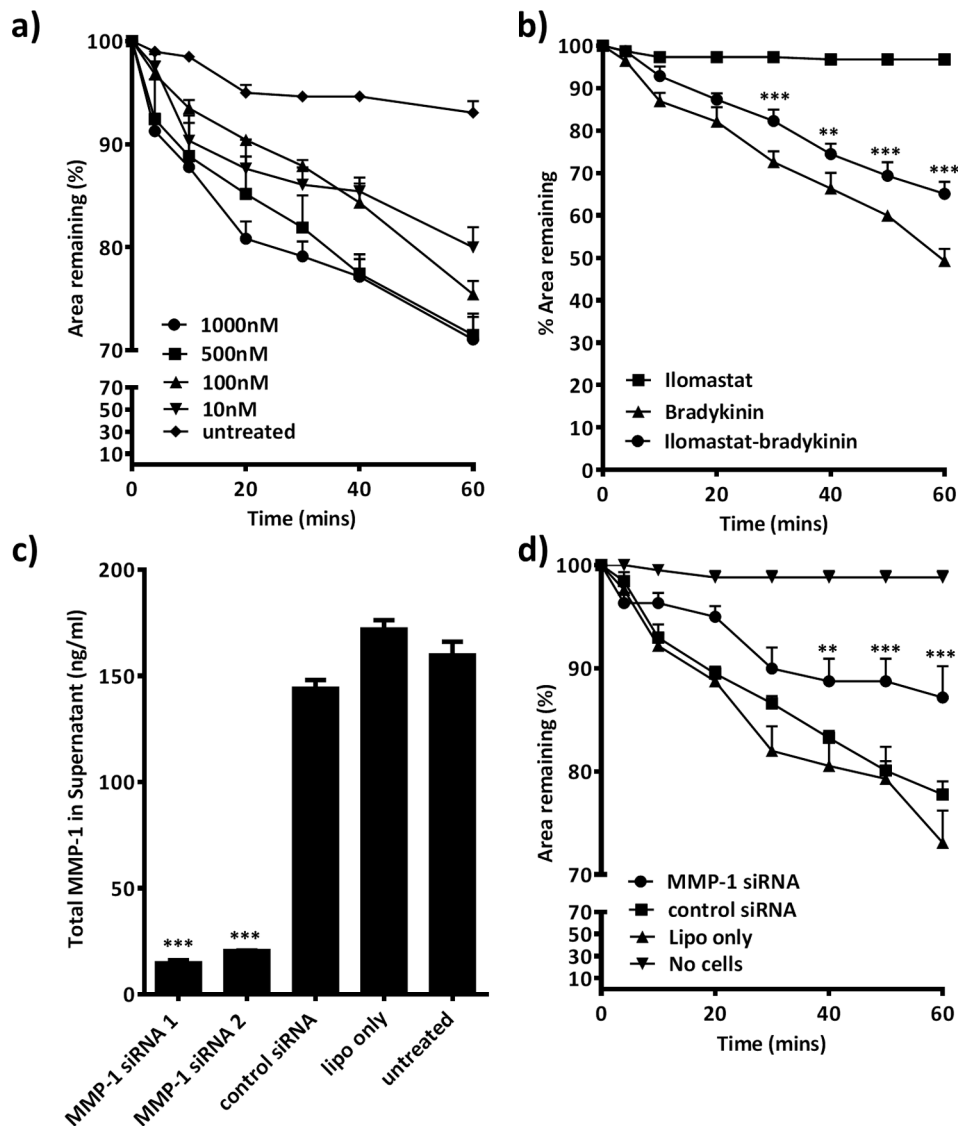 a)
100
90
80
70
70
50
30
10
Area remaining (%)
1000nM
500nM
100nM
10nM
untreated
0 20 40 60
Time (mins)
b)
100
90
80
70
60
50
40
30
20
10
0
% Area remaining
*** ** *** ***
Ilomastat
Bradykinin
Ilomastat-bradykinin
0 20 40 60
Time (mins)
c)
200
150
100
50
0
Total MMP-1 in Supernatant (ng/ml)
*** ***
MMP-1 siRNA 1
MMP-1 siRNA 2
control siRNA
lipo only
untreated
d)
100
90
80
70
70
50
30
10
Area remaining (%)
** *** ***
MMP-1 siRNA
control siRNA
Lipo only
No cells
0 20 40 60
Time (mins)